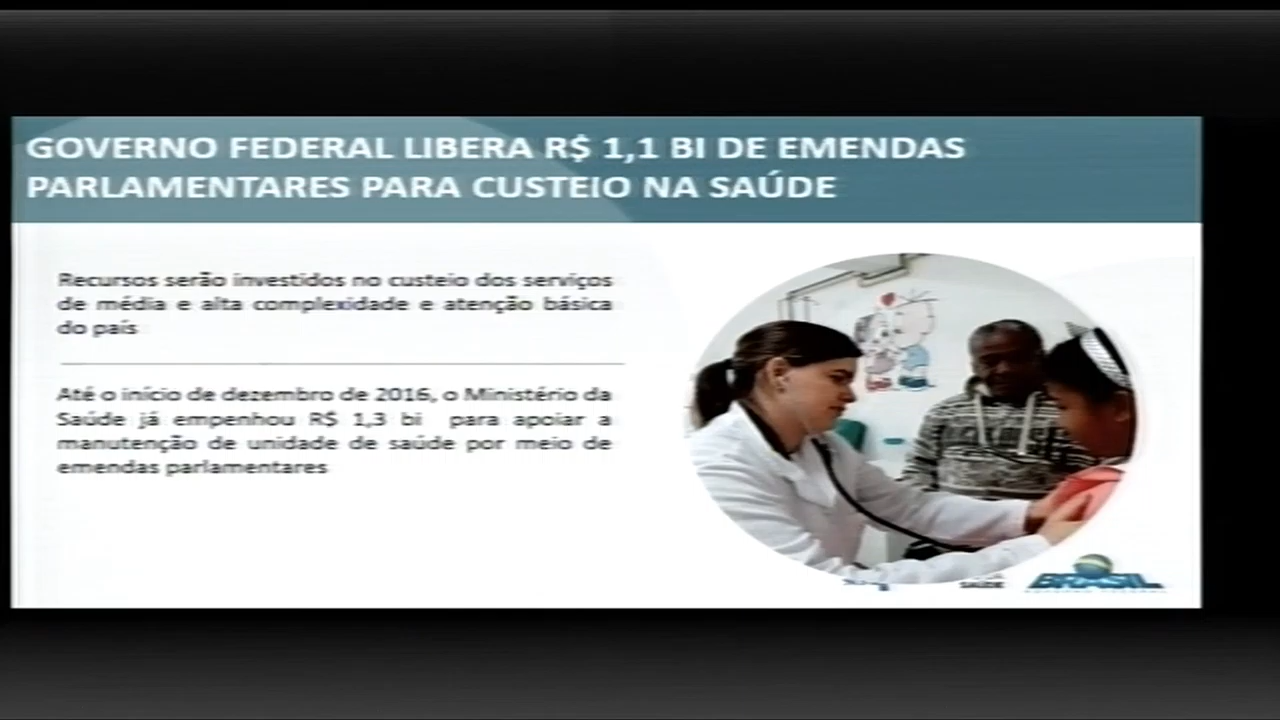 GOVERNO FEDERAL LIBERA R$ 1,1 BI DE EMENDAS
PARLAMENTARES PARA CUSTEIO NA SAÚDE
Recursos serão investidos no custeio dos serviços
de média e alta complexidade e atenção básica
do país
Até o início de dezembro de 2016, o Ministério da
Saúde já empenhou R$ 1,3 bi para apoiar a
manutenção de unidade de saúde por meio de
emendas parlamentares
SAÚDE
BRASIL
GOVERNO FEDERAL